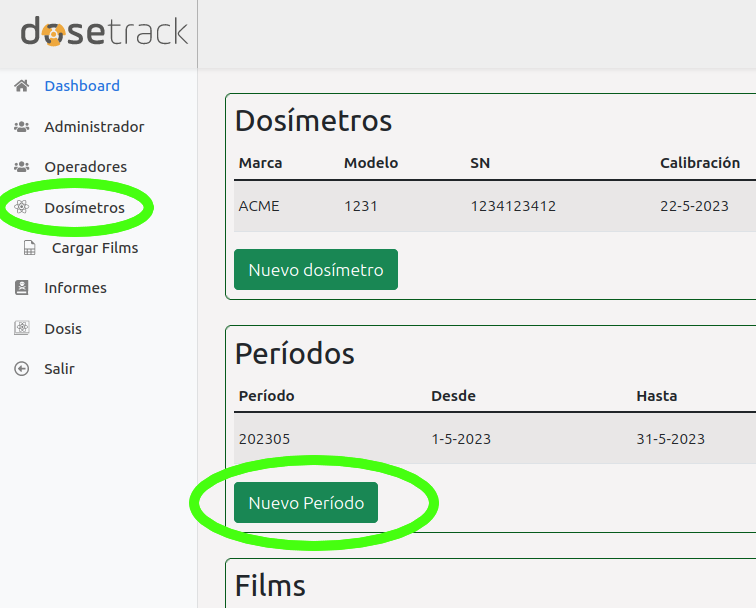 dosetrack
Dashboard
Administrador
Operadores
Dosímetros
Cargar Films
Informes
Dosis
Salir
Dosímetros
Marca Modelo SN Calibración
ACME 1231 1234123412 22-5-2023
Nuevo dosímetro
Períodos
Período Desde Hasta
202305 1-5-2023 31-5-2023
Nuevo Período
Films